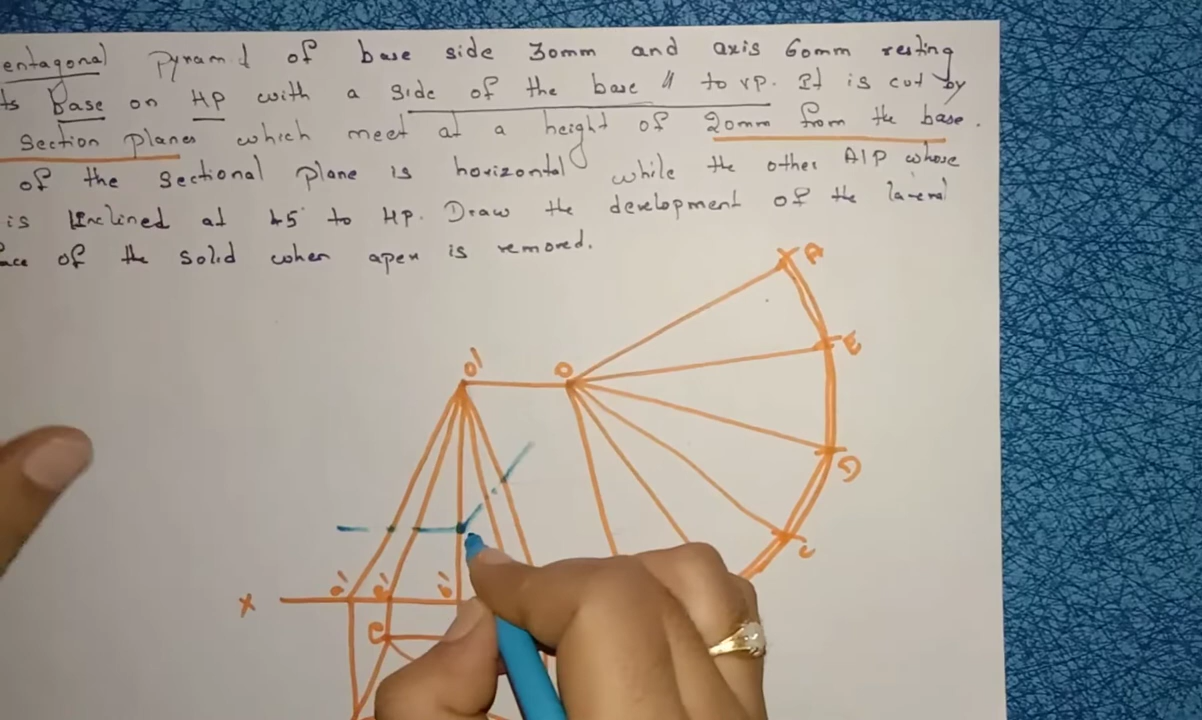 entagonal pyramid of base side 30mm and axis 60mm resting
ts Base on HP with a side of the base // to VP. It is cut by
Section planes which meet at a height of 20mm from the base.
of the Sectional plane is horizontal while the other AIP whose
is Inclined at 45° to HP. Draw the development of the lateral
ace of the solid when apex is removed.
A
E
o' O
D
C
X a' e' b'
e